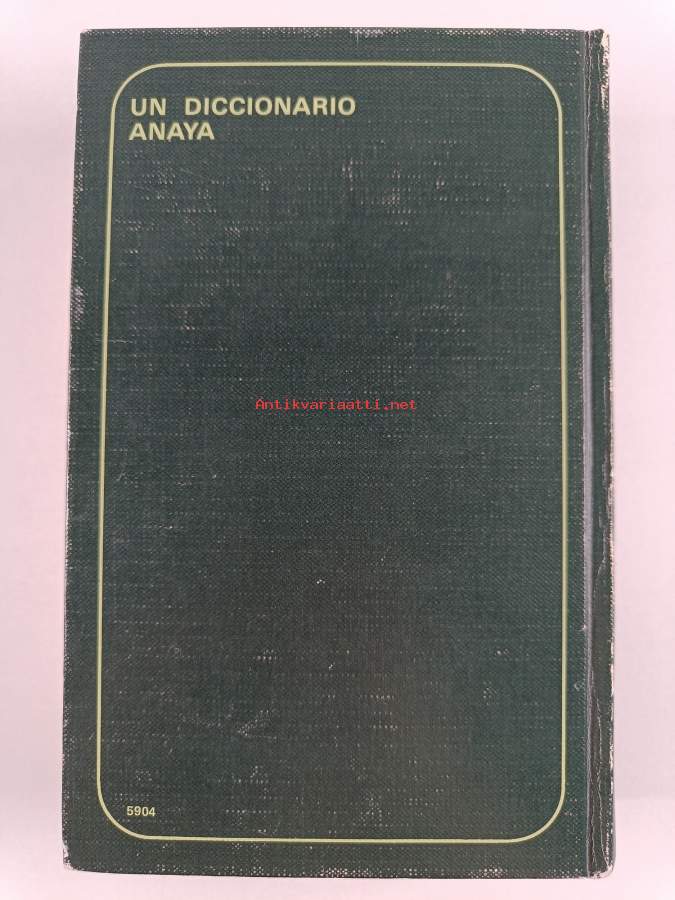 UN DICCIONARIO
ANAYA
Antikvariaatti.net
5904